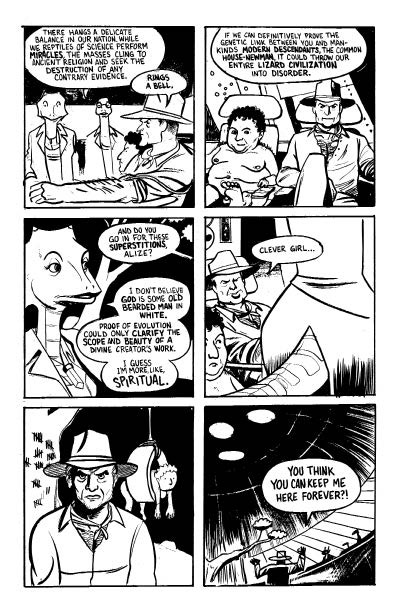 THERE HANGS A DELICATE
BALANCE IN OUR NATION. WHILE
WE REPTILES OF SCIENCE PERFORM
MIRACLES, THE MASSES CLING TO
ANCIENT RELIGION AND SEEK THE
DESTRUCTION OF ANY
CONTRARY EVIDENCE.
RINGS
A BELL.
IF WE CAN DEFINITIVELY PROVE THE
GENETIC LINK BETWEEN YOU AND MAN-
KIND'S MODERN DESCENDANTS, THE COMMON
HOUSE-NEWMAN, IT COULD THROW OUR
ENTIRE LIZARD CIVILIZATION
INTO DISORDER.
AND DO YOU
GO IN FOR THESE
SUPERSTITIONS,
ALIZE?
I DON'T BELIEVE
GOD IS SOME OLD
BEARDED MAN IN
WHITE.
PROOF OF EVOLUTION
COULD ONLY CLARIFY THE
SCOPE AND BEAUTY OF A
DIVINE CREATOR'S WORK.
I GUESS
I'M MORE, LIKE,
SPIRITUAL.
CLEVER GIRL...
YOU THINK
YOU CAN KEEP ME
HERE FOREVER?!